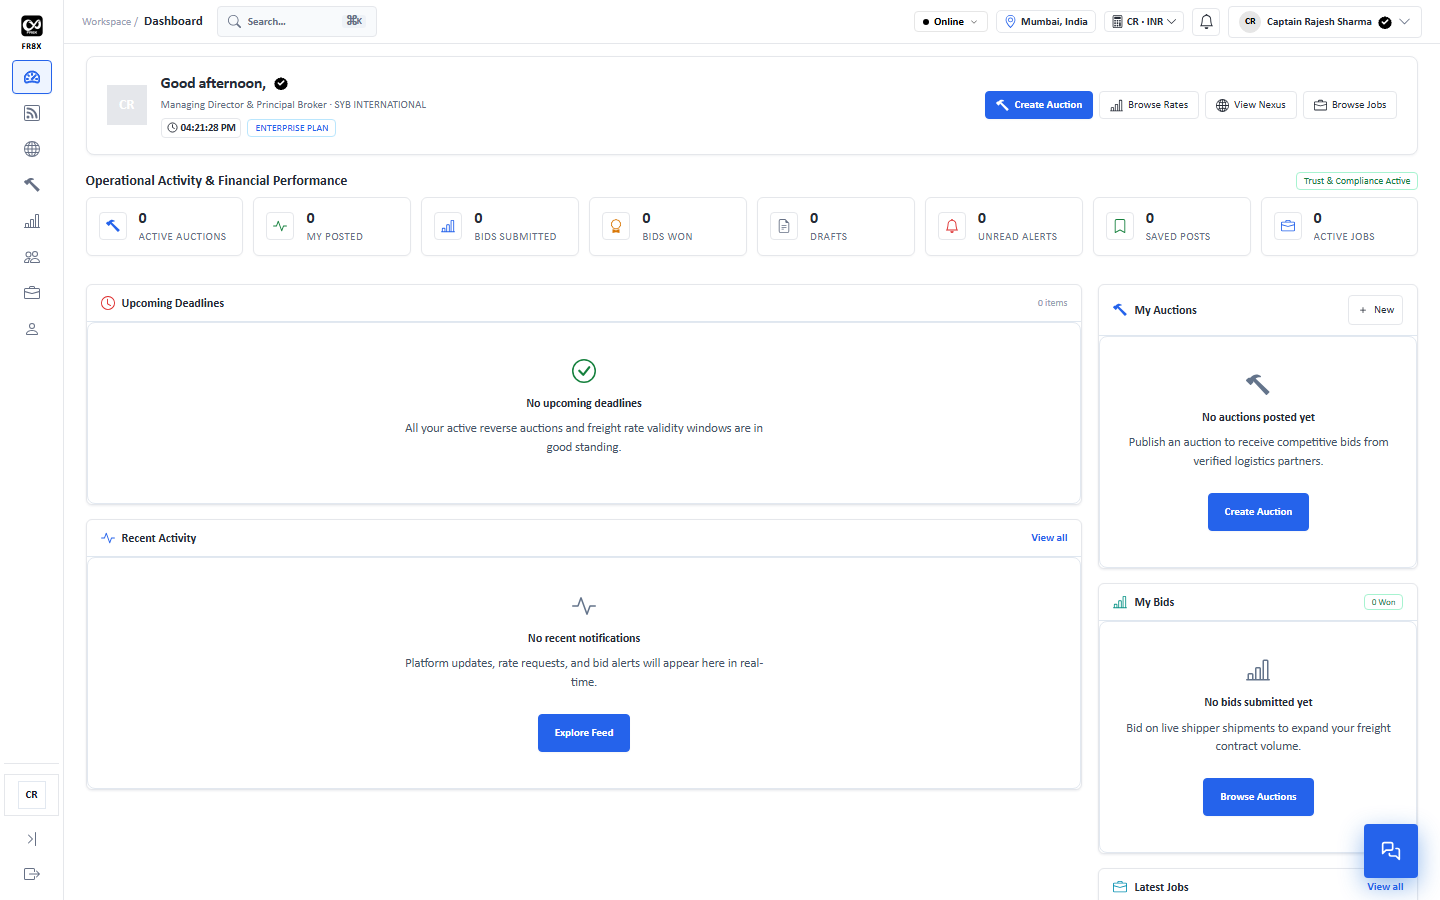 FR8X
FR8X
Workspace / Dashboard
Search...
⌘K
Online
Mumbai, India
CR · INR
CR
Captain Rajesh Sharma
CR
Good afternoon,
Managing Director & Principal Broker · SYB INTERNATIONAL
04:21:28 PM
ENTERPRISE PLAN
Create Auction
Browse Rates
View Nexus
Browse Jobs
Operational Activity & Financial Performance
Trust & Compliance Active
0
ACTIVE AUCTIONS
0
MY POSTED
0
BIDS SUBMITTED
0
BIDS WON
0
DRAFTS
0
UNREAD ALERTS
0
SAVED POSTS
0
ACTIVE JOBS
Upcoming Deadlines
0 items
No upcoming deadlines
All your active reverse auctions and freight rate validity windows are in
good standing.
Recent Activity
View all
No recent notifications
Platform updates, rate requests, and bid alerts will appear here in real-
time.
Explore Feed
My Auctions
+ New
No auctions posted yet
Publish an auction to receive competitive bids from
verified logistics partners.
Create Auction
My Bids
0 Won
No bids submitted yet
Bid on live shipper shipments to expand your freight
contract volume.
Browse Auctions
Latest Jobs
View all
CR